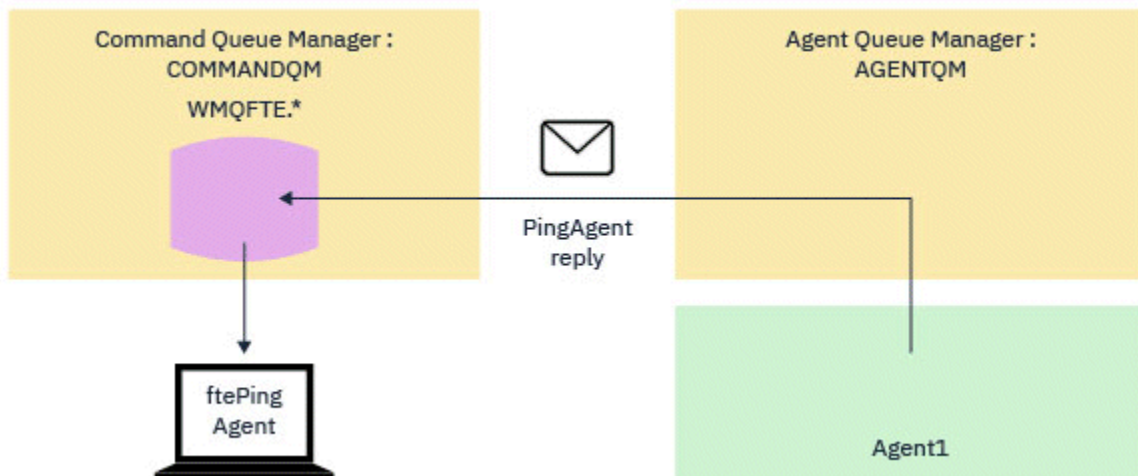 Command Queue Manager :
COMMANDQM
WMQFTE.*
Agent Queue Manager :
AGENTQM
PingAgent
reply
ftePing
Agent
Agent1